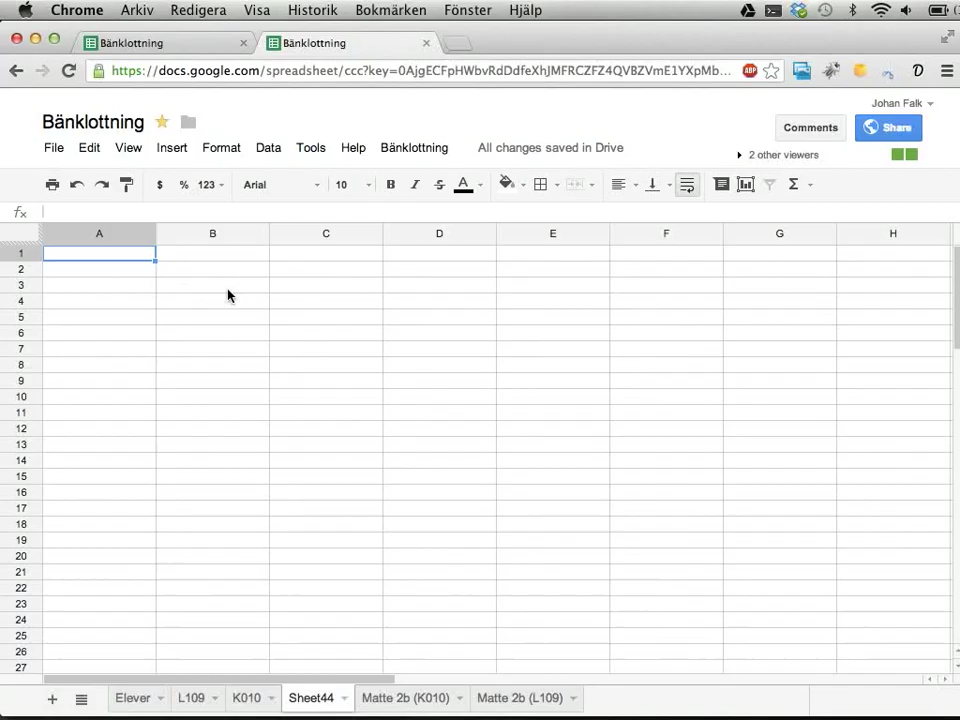 Chrome Arkiv Redigera Visa Historik Bokmärken Fönster Hjälp
Bänklottning Bänklottning
https://docs.google.com/spreadsheet/ccc?key=0AjgECFpHWbvRdDdfeXhJMFRCZFZ4QVBZVmE1YXpMb...
ABP
Johan Falk
Bänklottning
Comments Share
File Edit View Insert Format Data Tools Help Bänklottning All changes saved in Drive
2 other viewers
$ % 123 Arial 10 B I S A Σ
fx
A B C D E F G H
1
2
3
4
5
6
7
8
9
10
11
12
13
14
15
16
17
18
19
20
21
22
23
24
25
26
27
+ Elever L109 K010 Sheet44 Matte 2b (K010) Matte 2b (L109)